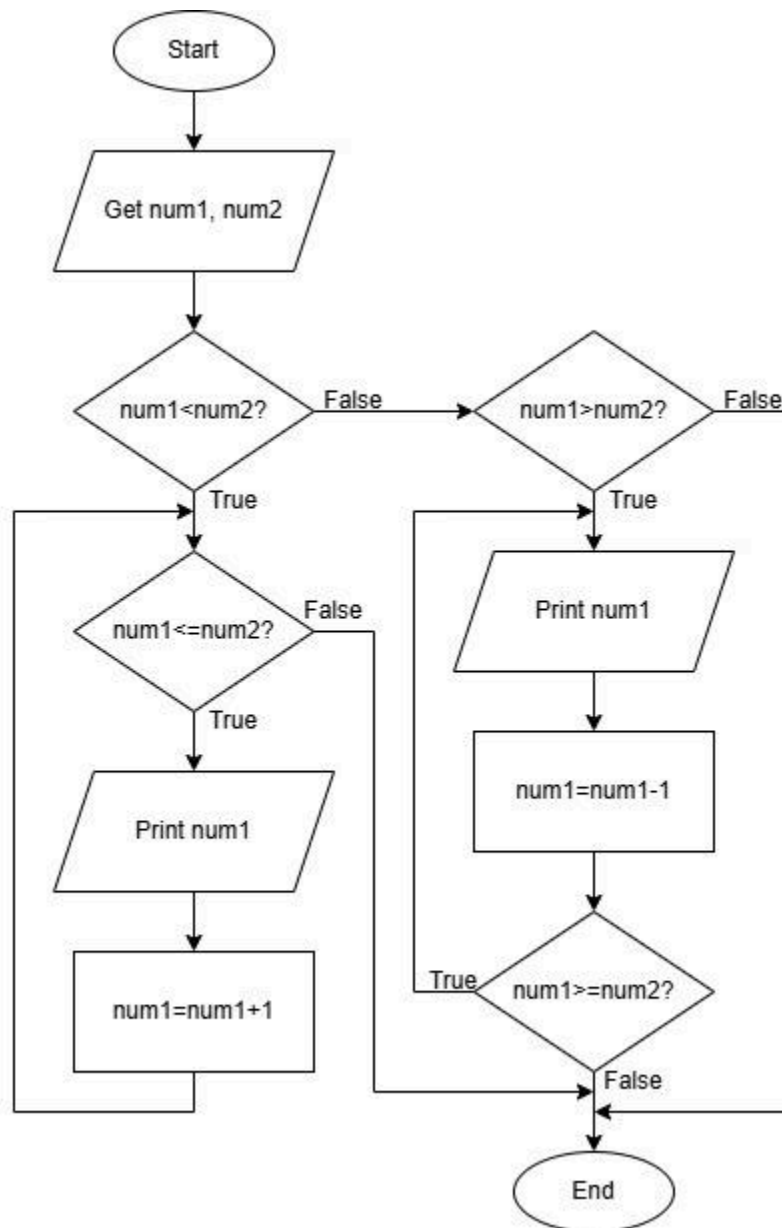 Start
Get num1, num2
num1<num2?
False
num1>num2?
False
True
True
num1<=num2?
False
Print num1
True
Print num1
num1=num1-1
num1=num1+1
True
num1>=num2?
False
End